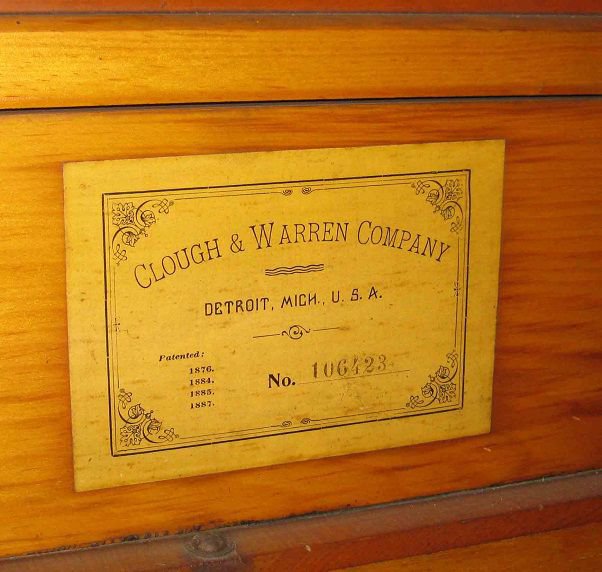 CLOUGH & WARREN COMPANY
DETROIT, MICH., U. S. A.
Patented:
1876.
1884.
1885.
1887.
No. 106423